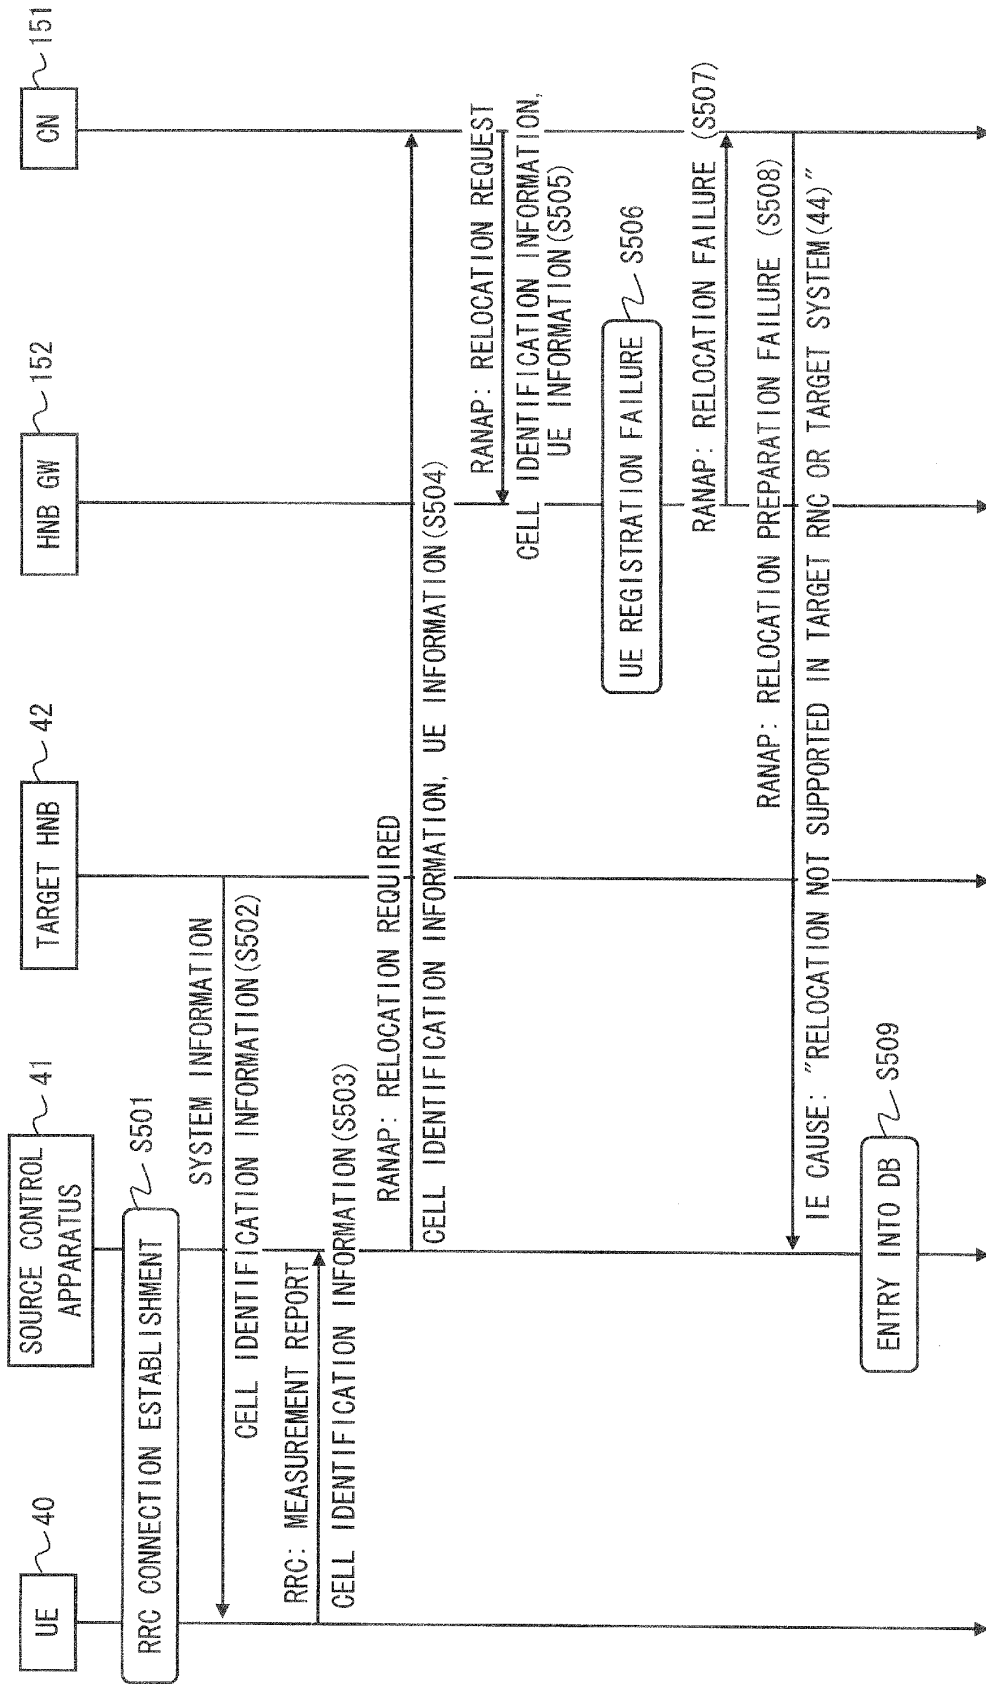 UE
40
SOURCE CONTROL
APPARATUS
41
TARGET HNB
42
HNB GW
152
CN
151
RRC CONNECTION ESTABLISHMENT
S501
SYSTEM INFORMATION
CELL IDENTIFICATION INFORMATION(S502)
RRC: MEASUREMENT REPORT
CELL IDENTIFICATION INFORMATION(S503)
RANAP: RELOCATION REQUIRED
CELL IDENTIFICATION INFORMATION, UE INFORMATION(S504)
RANAP: RELOCATION REQUEST
CELL IDENTIFICATION INFORMATION,
UE INFORMATION(S505)
UE REGISTRATION FAILURE
S506
RANAP: RELOCATION FAILURE (S507)
RANAP: RELOCATION PREPARATION FAILURE (S508)
IE CAUSE: "RELOCATION NOT SUPPORTED IN TARGET RNC OR TARGET SYSTEM(44)"
ENTRY INTO DB
S509